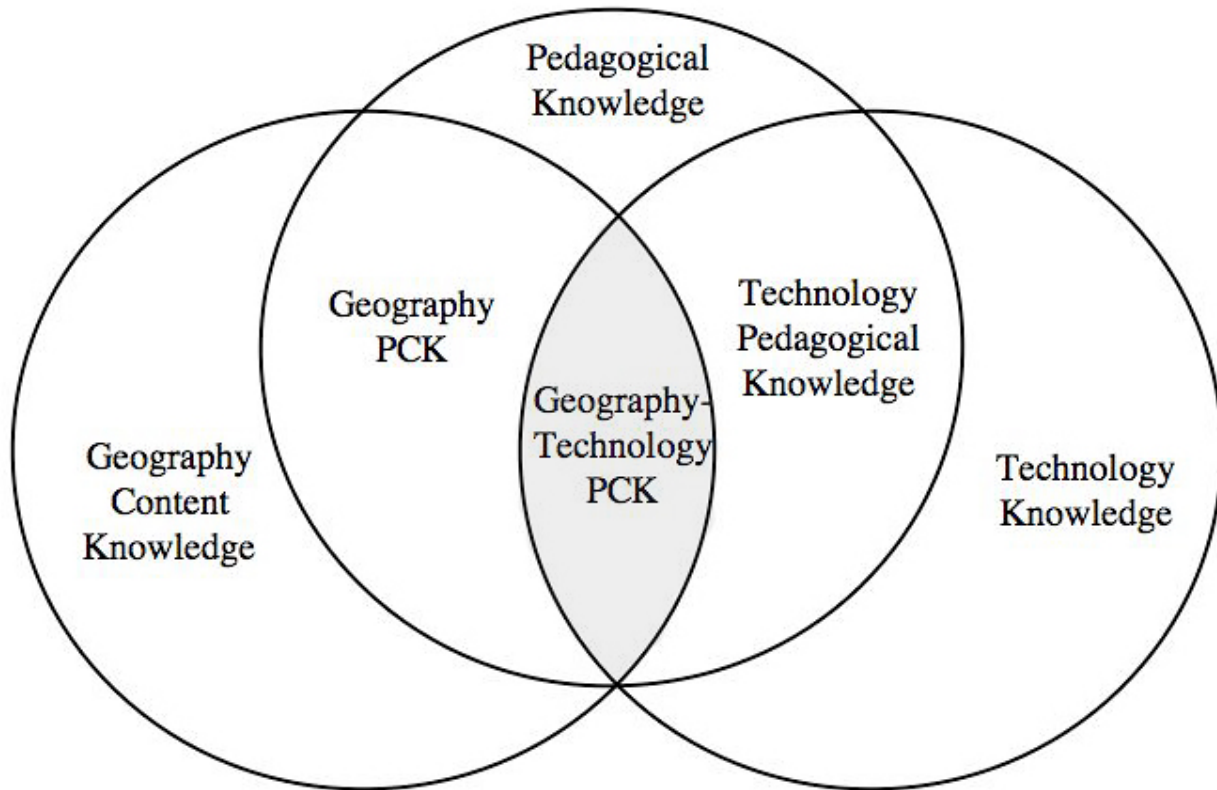 Pedagogical
Knowledge
Geography
PCK
Technology
Pedagogical
Knowledge
Geography-
Technology
PCK
Geography
Content
Knowledge
Technology
Knowledge